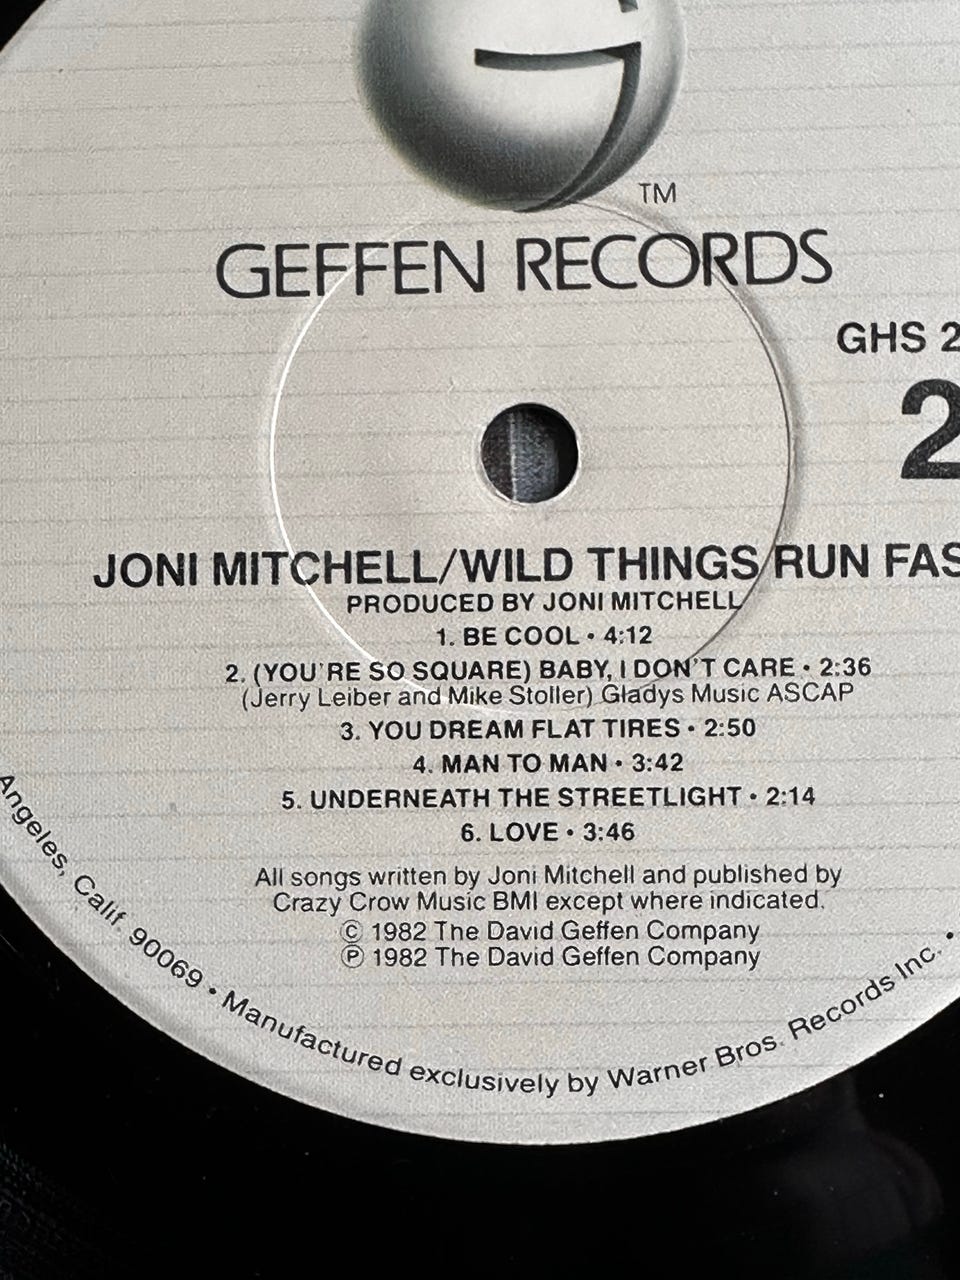 TM
GEFFEN RECORDS
GHS 2
2
JONI MITCHELL/WILD THINGS RUN FAS
PRODUCED BY JONI MITCHELL
1. BE COOL • 4:12
2. (YOU'RE SO SQUARE) BABY, I DON'T CARE • 2:36
(Jerry Leiber and Mike Stoller) Gladys Music ASCAP
3. YOU DREAM FLAT TIRES • 2:50
4. MAN TO MAN • 3:42
5. UNDERNEATH THE STREETLIGHT • 2:14
6. LOVE • 3:46
All songs written by Joni Mitchell and published by
Crazy Crow Music BMI except where indicated.
© 1982 The David Geffen Company
℗ 1982 The David Geffen Company
Angeles, Calif. 90069 • Manufactured exclusively by Warner Bros. Records Inc. •